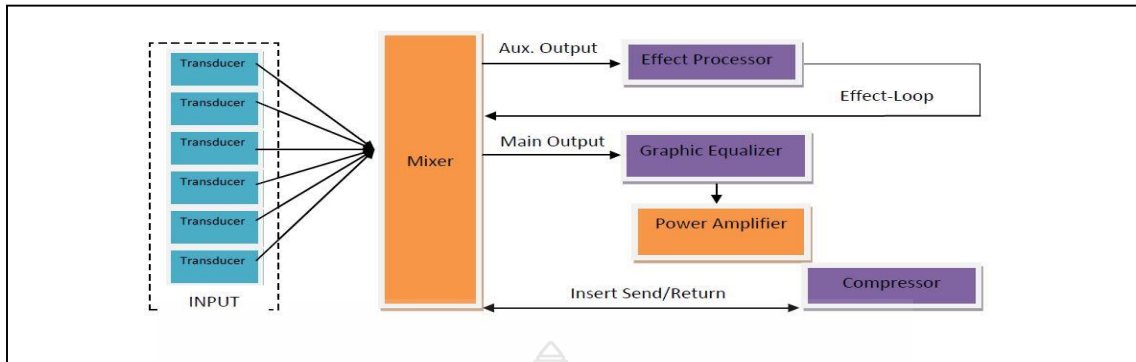 Transducer
Transducer
Transducer
Transducer
Transducer
Transducer
INPUT
Mixer
Aux. Output
Effect Processor
Effect-Loop
Main Output
Graphic Equalizer
Power Amplifier
Insert Send/Return
Compressor